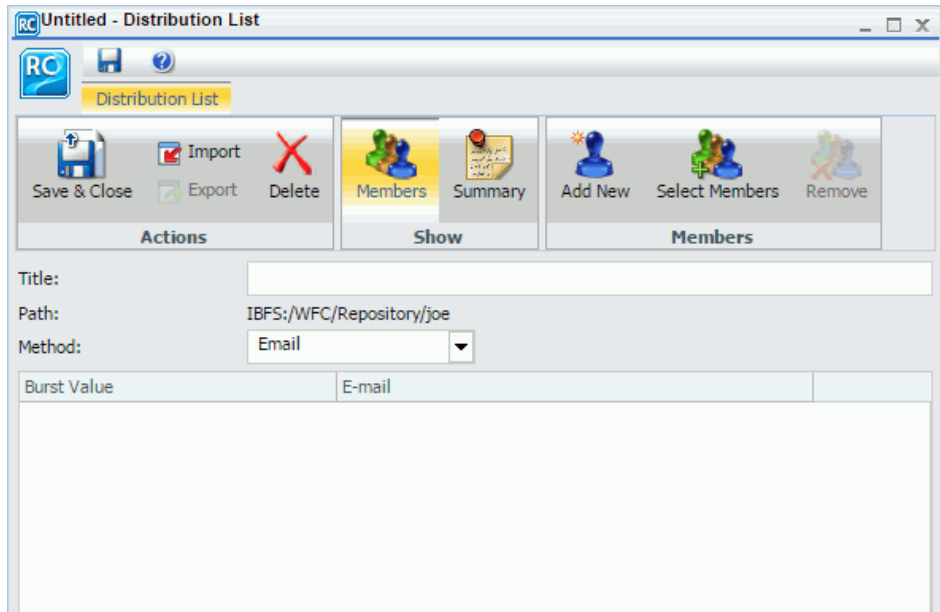 RC Untitled - Distribution List
RC
Distribution List
Save & Close Import Export Delete Members Summary Add New Select Members Remove
Actions Show Members
Title:
Path: IBFS:/WFC/Repository/joe
Method: Email
Burst Value E-mail